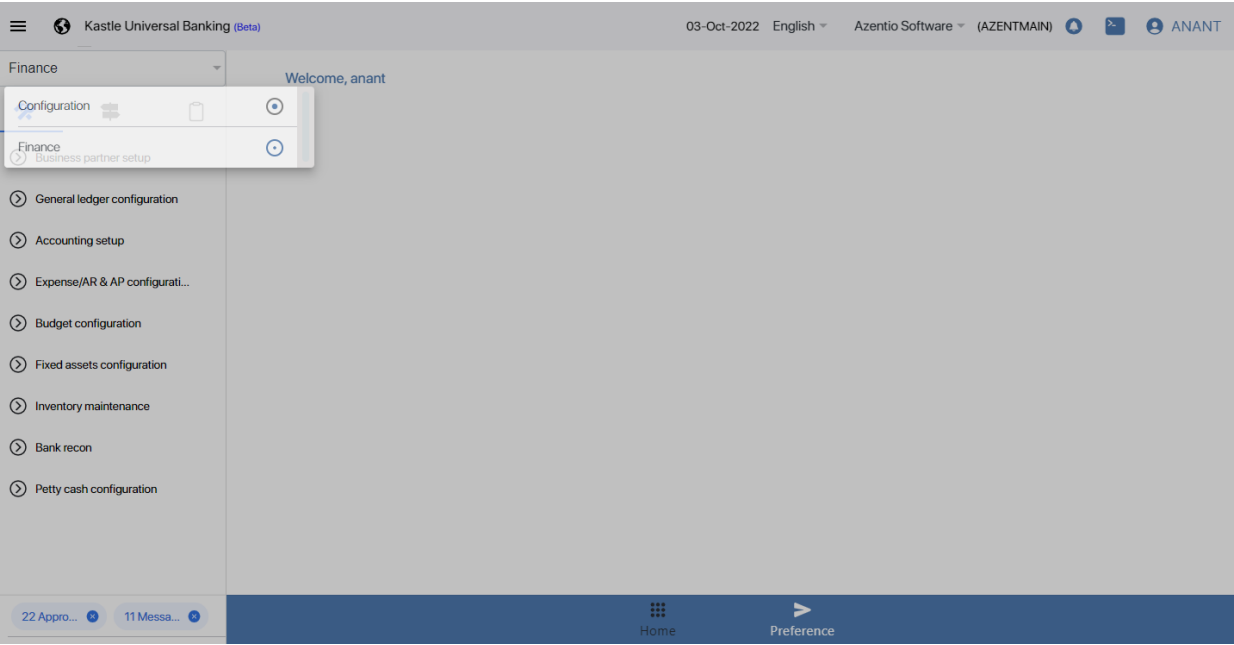 Kastle Universal Banking (Beta) 03-Oct-2022 English Azentio Software (AZENTMAIN) ANANT
Finance
Welcome, anant
Configuration
Finance
Business partner setup
General ledger configuration
Accounting setup
Expense/AR & AP configurati...
Budget configuration
Fixed assets configuration
Inventory maintenance
Bank recon
Petty cash configuration
22 Appro... 11 Messa...
Home Preference